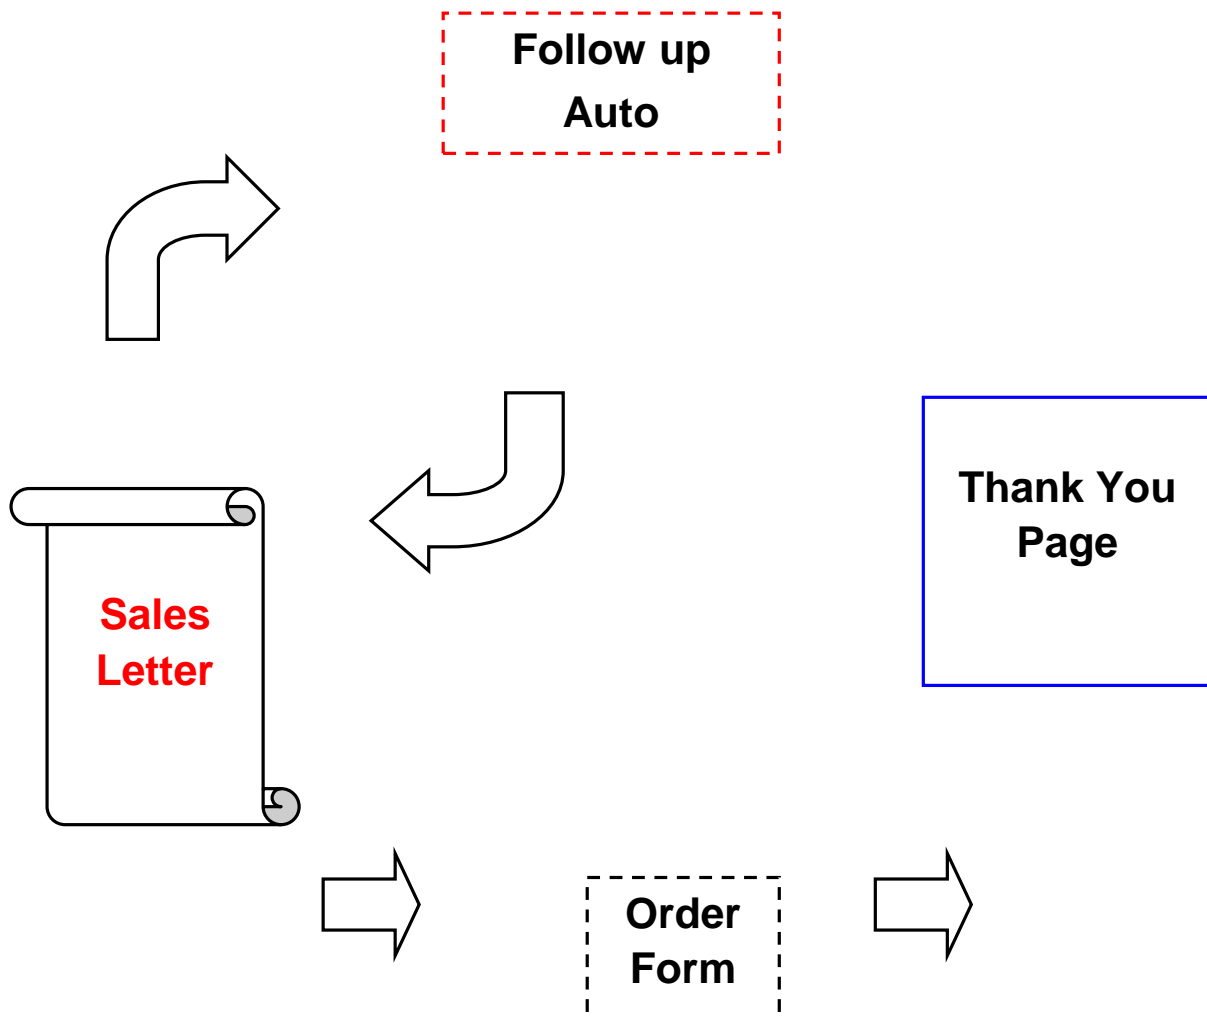 Follow up
Auto
Thank You
Page
Sales
Letter
Order
Form